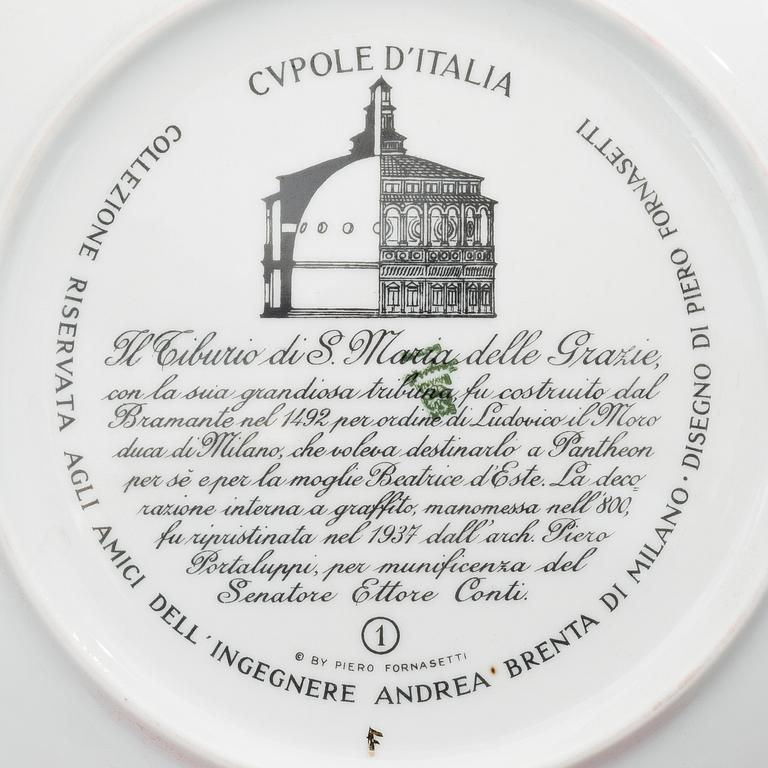 CVPOLE D'ITALIA
COLLEZIONE RISERVATA AGLI AMICI DELL'INGEGNERE ANDREA BRENTA DI MILANO · DISEGNO DI PIERO FORNASETTI
Il Tiburio di S. Maria delle Grazie,
con la sua grandiosa tribuna, fu costruito dal
Bramante nel 1492 per ordine di Ludovico il Moro
duca di Milano, che voleva destinarlo a Pantheon
per sè e per la moglie Beatrice d'Este. La deco=
razione interna a graffito, manomessa nell'800,
fu ripristinata nel 1937 dall'arch. Piero
Portaluppi, per munificenza del
Senatore Ettore Conti.
1
© BY PIERO FORNASETTI
F